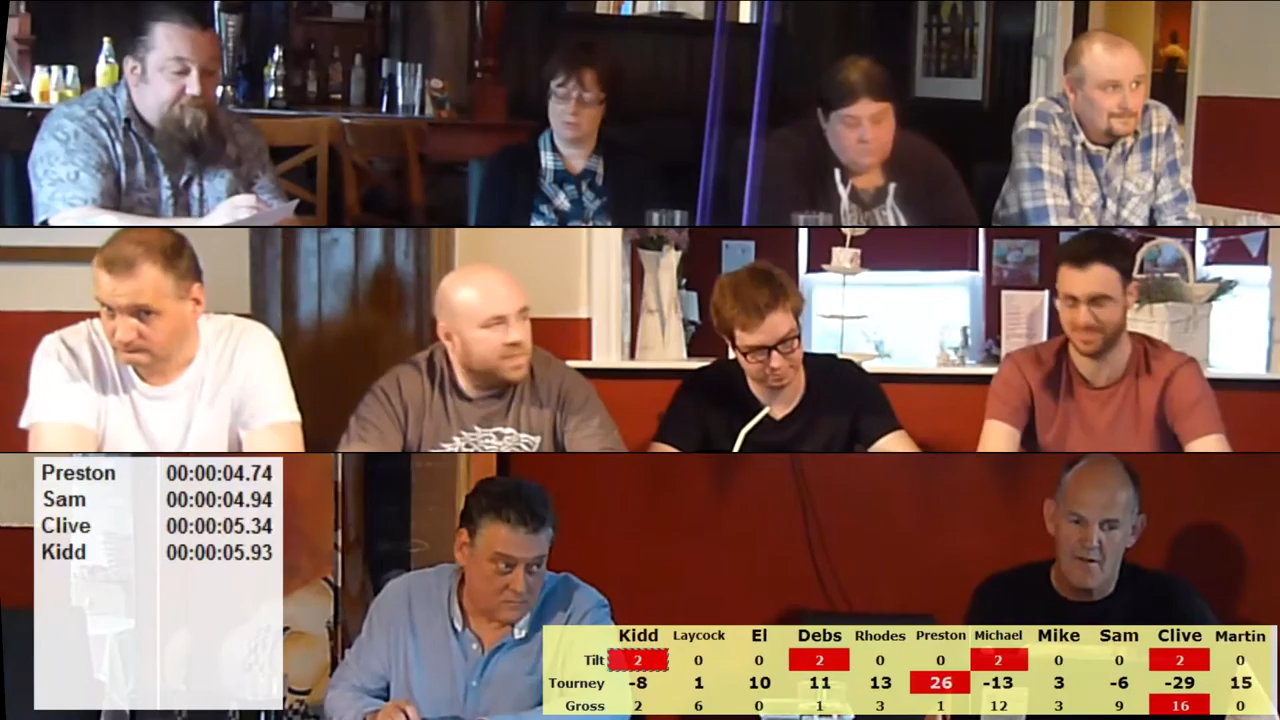 Preston 00:00:04.74
Sam 00:00:04.94
Clive 00:00:05.34
Kidd 00:00:05.93
Kidd Laycock El Debs Rhodes Preston Michael Mike Sam Clive Martin
Tilt 2 0 0 2 0 0 2 0 0 2 0
Tourney -8 1 10 11 13 26 -13 3 -6 -29 15
Gross 2 6 0 1 3 1 12 3 9 16 0